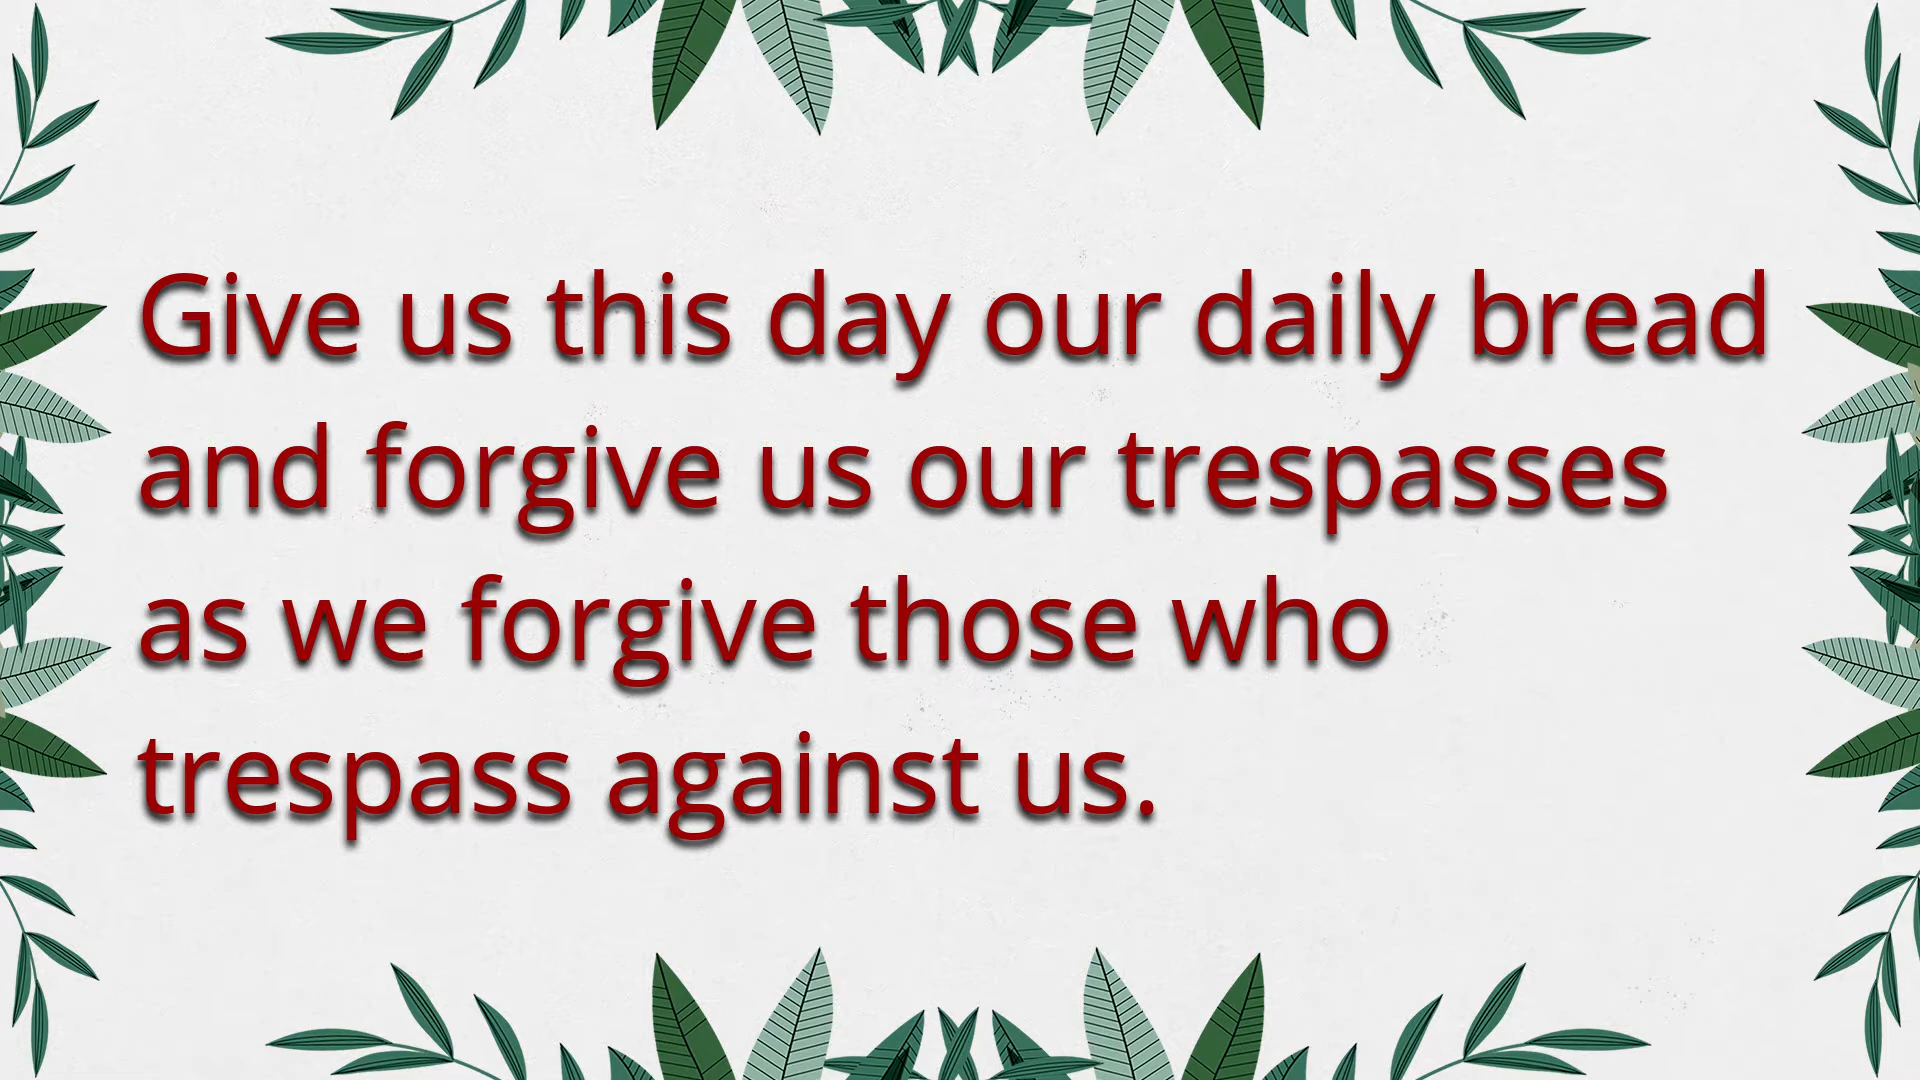 Give us this day our daily bread
and forgive us our trespasses
as we forgive those who
trespass against us.